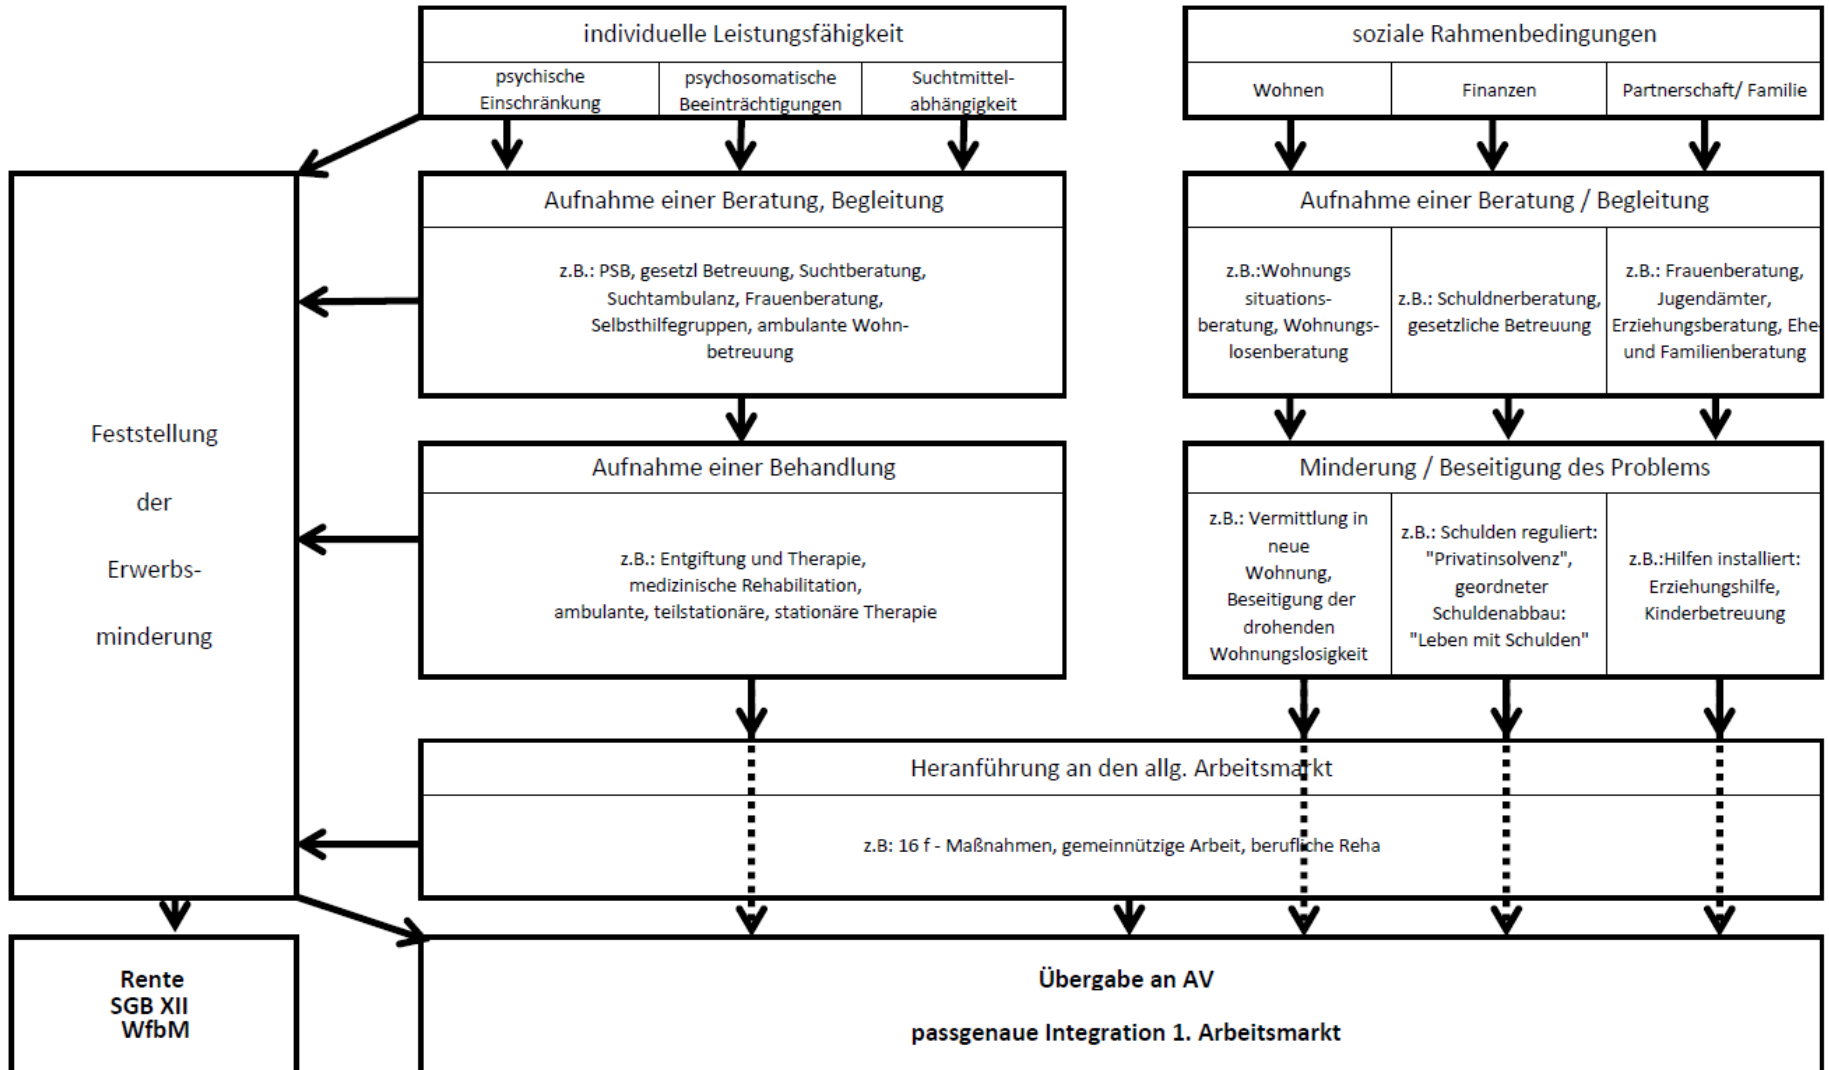 individuelle Leistungsfähigkeit
psychische
Einschränkung
psychosomatische
Beeinträchtigungen
Suchtmittel-
abhängigkeit
soziale Rahmenbedingungen
Wohnen
Finanzen
Partnerschaft/ Familie
Aufnahme einer Beratung, Begleitung
z.B.: PSB, gesetzl Betreuung, Suchtberatung,
Suchtambulanz, Frauenberatung,
Selbsthilfegruppen, ambulante Wohn-
betreuung
Aufnahme einer Beratung / Begleitung
z.B.:Wohnungs
situations-
beratung, Wohnungs-
losenberatung
z.B.: Schuldnerberatung,
gesetzliche Betreuung
z.B.: Frauenberatung,
Jugendämter,
Erziehungsberatung, Ehe-
und Familienberatung
Feststellung
der
Erwerbs-
minderung
Aufnahme einer Behandlung
z.B.: Entgiftung und Therapie,
medizinische Rehabilitation,
ambulante, teilstationäre, stationäre Therapie
Minderung / Beseitigung des Problems
z.B.: Vermittlung in
neue
Wohnung,
Beseitigung der
drohenden
Wohnungslosigkeit
z.B.: Schulden reguliert:
"Privatinsolvenz",
geordneter
Schuldenabbau:
"Leben mit Schulden"
z.B.:Hilfen installiert:
Erziehungshilfe,
Kinderbetreuung
Heranführung an den allg. Arbeitsmarkt
z.B: 16 f - Maßnahmen, gemeinnützige Arbeit, berufliche Reha
Rente
SGB XII
WfbM
Übergabe an AV
passgenaue Integration 1. Arbeitsmarkt